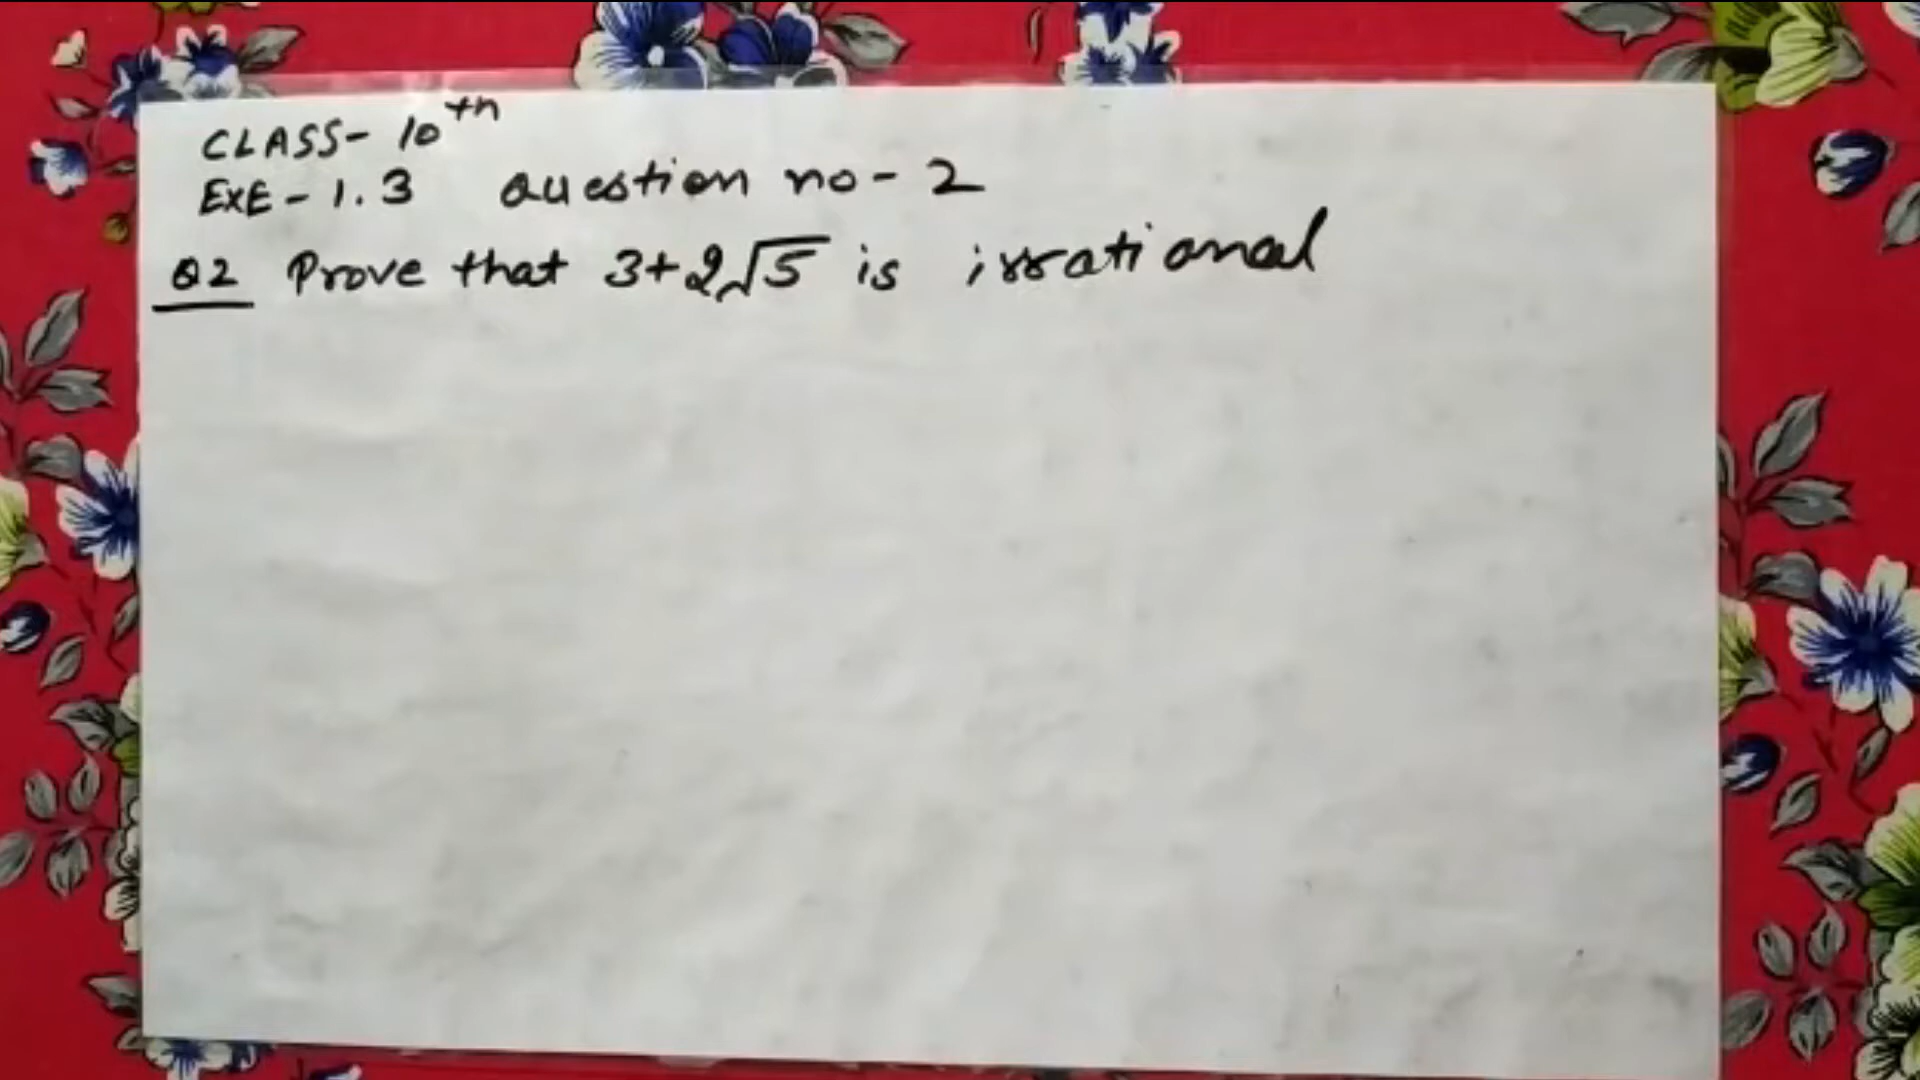 CLASS- 10th
EXE- 1.3 Question no- 2
Q2 Prove that 3+2√5 is irrational